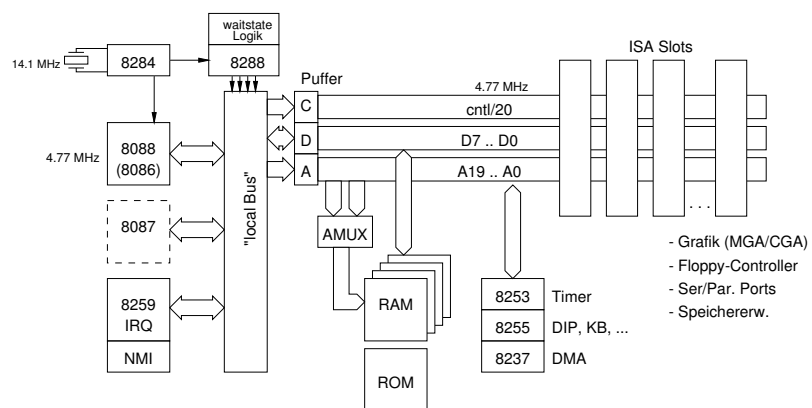 waitstate
Logik
8288
14.1 MHz
8284
ISA Slots
Puffer
4.77 MHz
C
cntl/20
D
D7 .. D0
A
A19 .. A0
4.77 MHz
8088
(8086)
"local Bus"
8087
AMUX
. . .
8259
IRQ
NMI
RAM
ROM
8253
Timer
8255
DIP, KB, ...
8237
DMA
- Grafik (MGA/CGA)
- Floppy-Controller
- Ser/Par. Ports
- Speichererw.